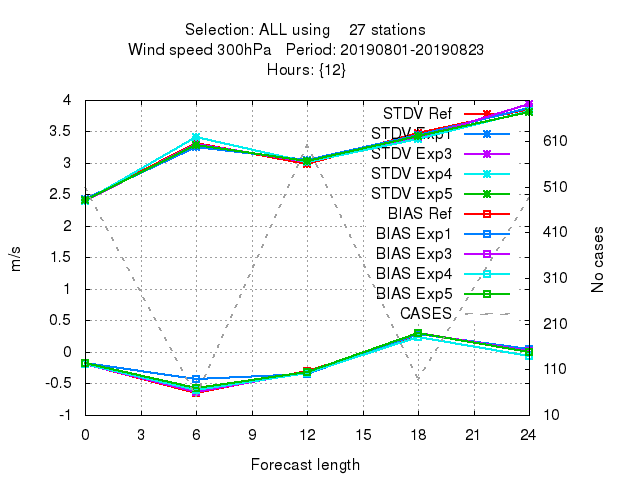 Selection: ALL using 27 stations
Wind speed 300hPa Period: 20190801-20190823
Hours: {12}
4
3.5
3
2.5
2
1.5
1
0.5
0
-0.5
-1
m/s
STDV Ref
STDV Exp1
STDV Exp3
STDV Exp4
STDV Exp5
BIAS Ref
BIAS Exp1
BIAS Exp3
BIAS Exp4
BIAS Exp5
CASES
610
510
410
310
210
110
10
No cases
0 3 6 9 12 15 18 21 24
Forecast length